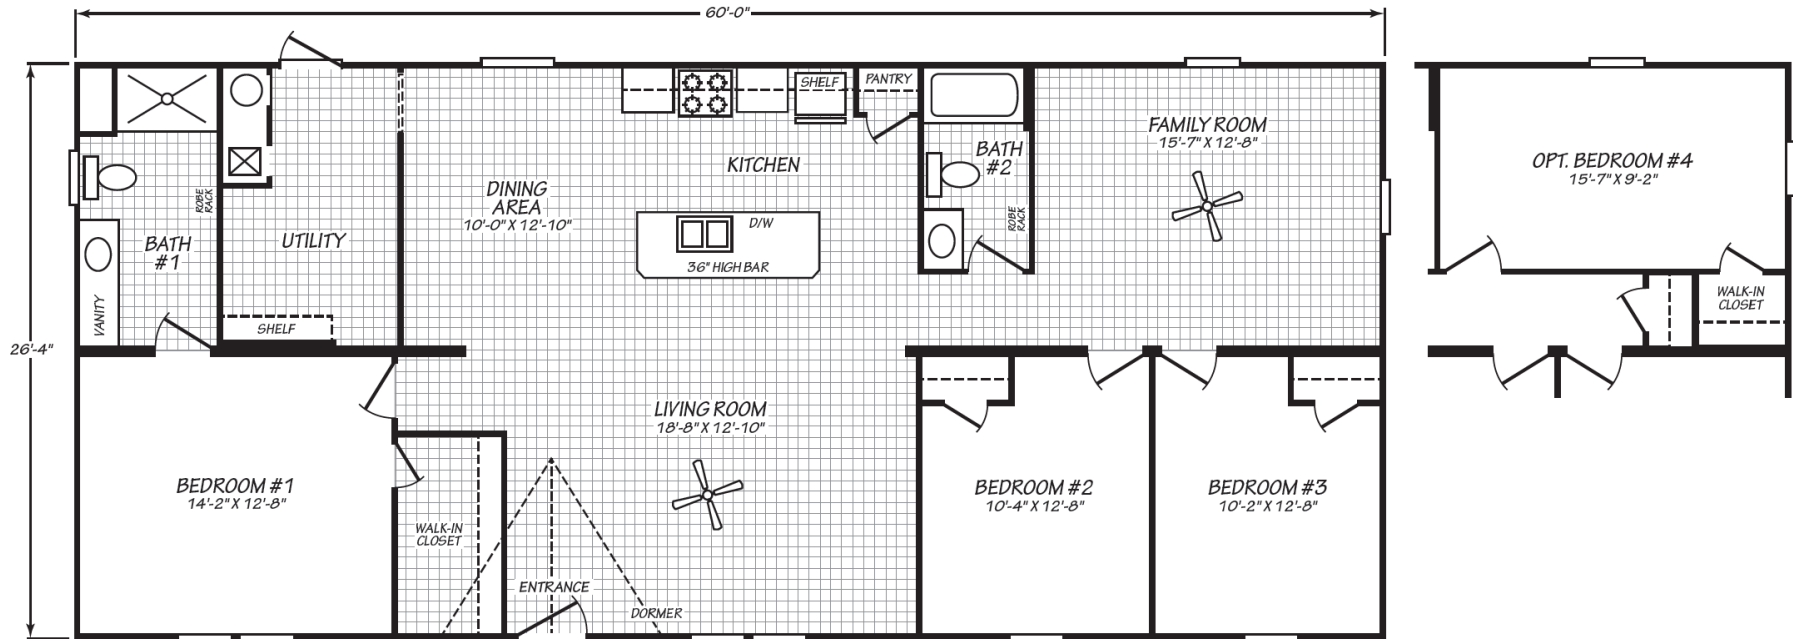 60'-0"
26'-4"
BATH
#1
ROBE
RACK
VANITY
UTILITY
SHELF
DINING
AREA
10'-0" X 12'-10"
KITCHEN
SHELF
PANTRY
D/W
36" HIGH BAR
BATH
#2
ROBE
RACK
FAMILY ROOM
15'-7" X 12'-8"
BEDROOM #1
14'-2" X 12'-8"
WALK-IN
CLOSET
LIVING ROOM
18'-8" X 12'-10"
ENTRANCE
DORMER
BEDROOM #2
10'-4" X 12'-8"
BEDROOM #3
10'-2" X 12'-8"
OPT. BEDROOM #4
15'-7" X 9'-2"
WALK-IN
CLOSET